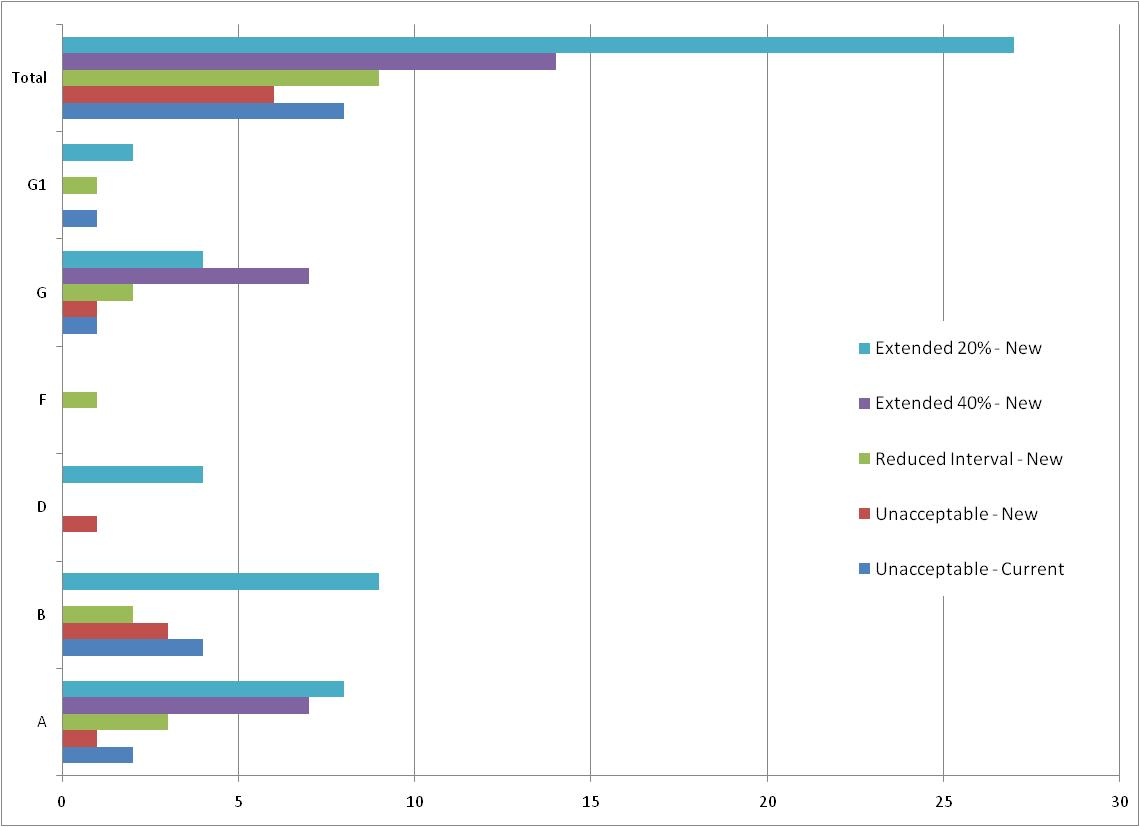 Total
G1
G
F
D
B
A
Extended 20% - New
Extended 40% - New
Reduced Interval - New
Unacceptable - New
Unacceptable - Current
0 5 10 15 20 25 30